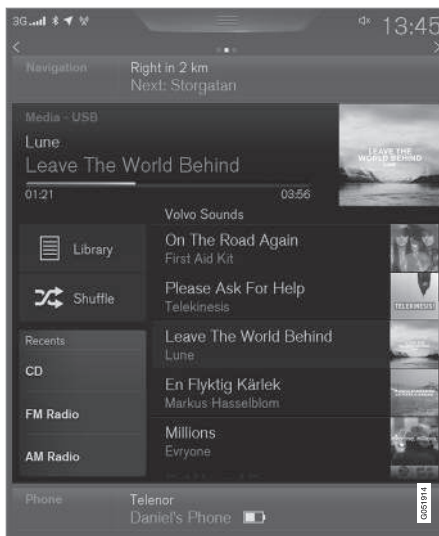 3G 13:45
Navigation
Right in 2 km
Next: Storgatan
Media - USB
Lune
Leave The World Behind
01:21 03:56
LEAVE THE
WORLD BEHIND
LUNE
Volvo Sounds
Library
Shuffle
On The Road Again
First Aid Kit
Please Ask For Help
Telekinesis
TELEKINESIS!
Leave The World Behind
Lune
En Flyktig Kärlek
Markus Hasselblom
Millions
Evryone
Recents
CD
FM Radio
AM Radio
Phone
Telenor
Daniel's Phone
G051914